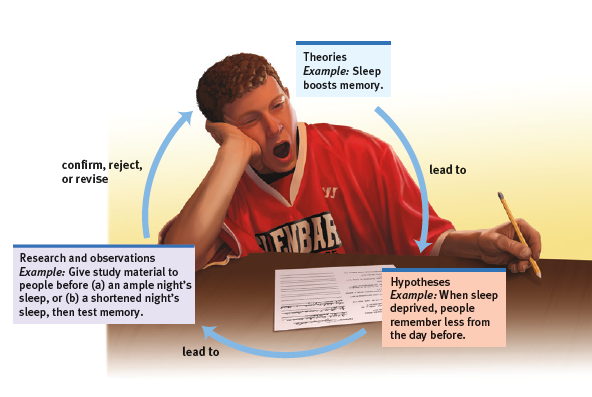 Theories
Example: Sleep
boosts memory.
lead to
confirm, reject,
or revise
Research and observations
Example: Give study material to
people before (a) an ample night's
sleep, or (b) a shortened night's
sleep, then test memory.
Hypotheses
Example: When sleep
deprived, people
remember less from
the day before.
lead to